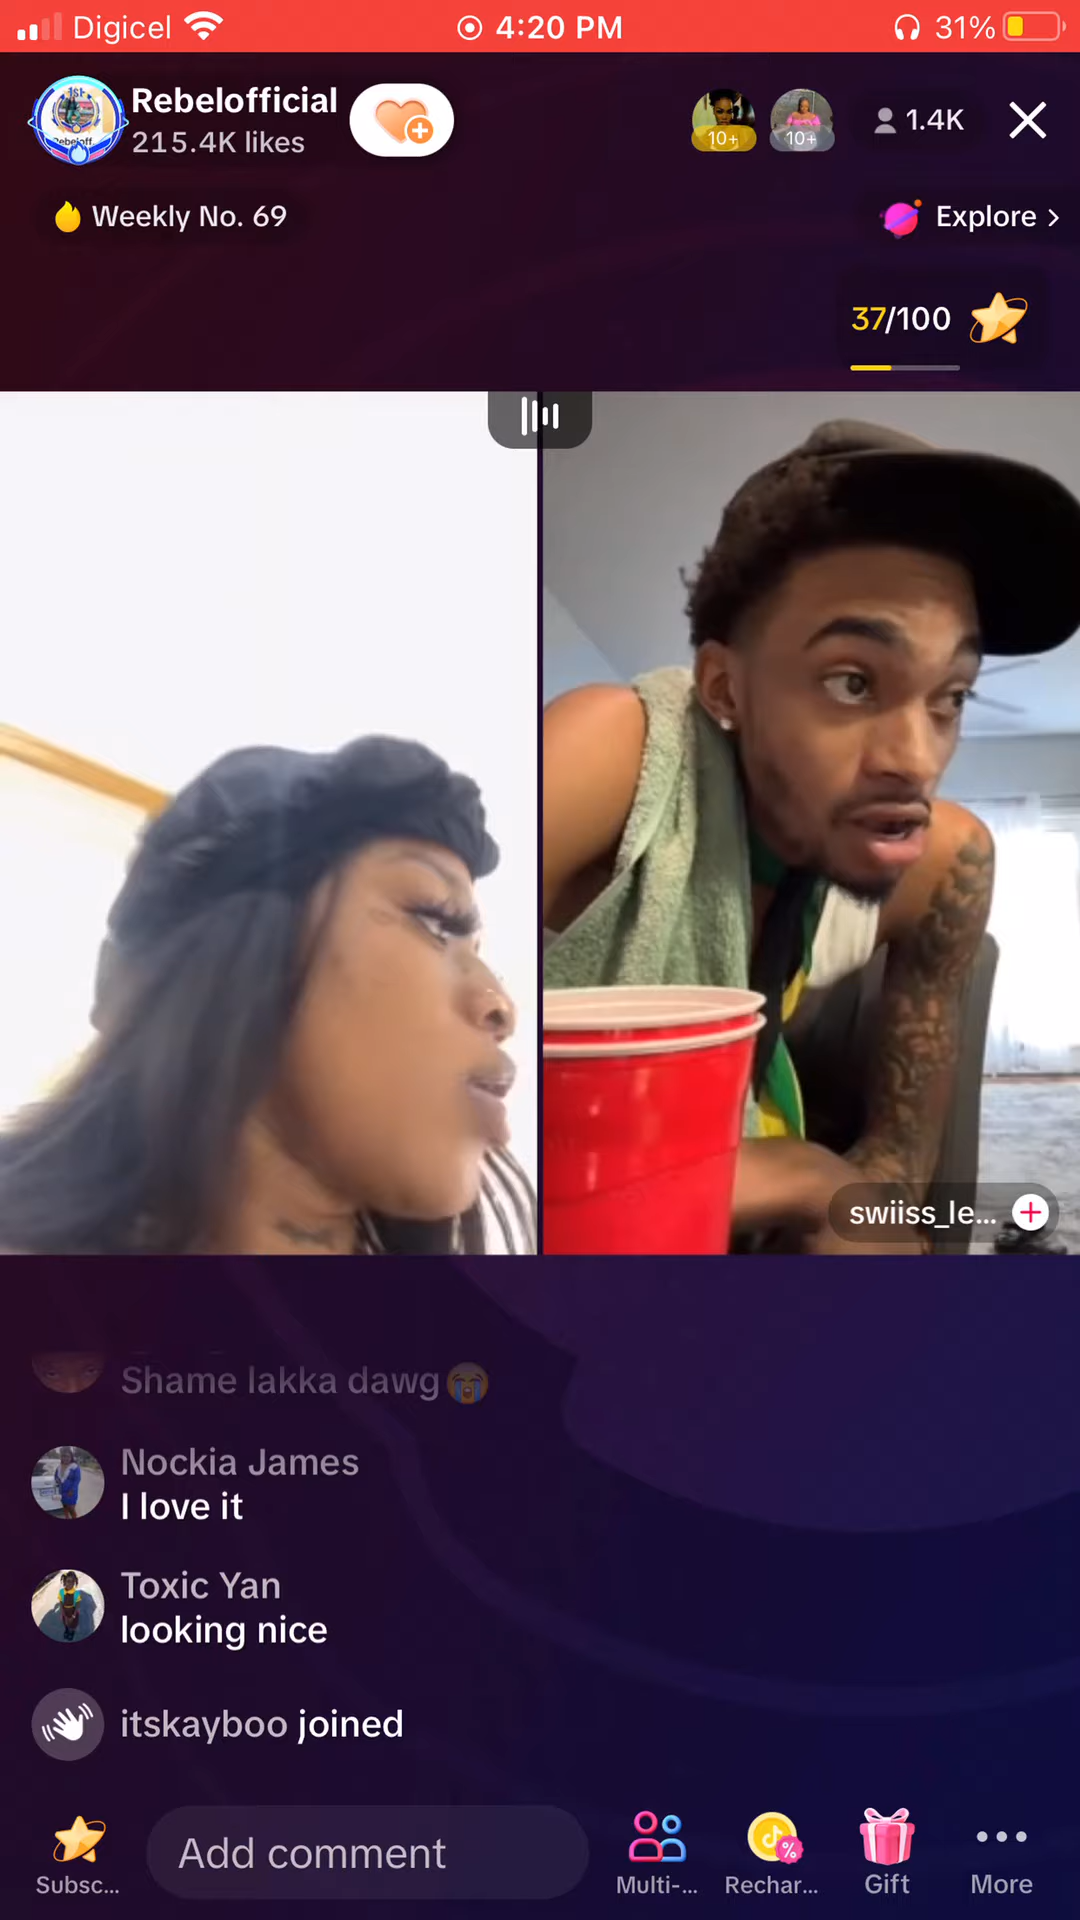 Digicel
4:20 PM
31%
Rebelofficial
215.4K likes
10+
10+
1.4K
Weekly No. 69
Explore >
37/100
swiiss_le...
Shame lakka dawg😭
Nockia James
I love it
Toxic Yan
looking nice
itskayboo joined
Add comment
Subsc...
Multi-...
Rechar...
Gift
More